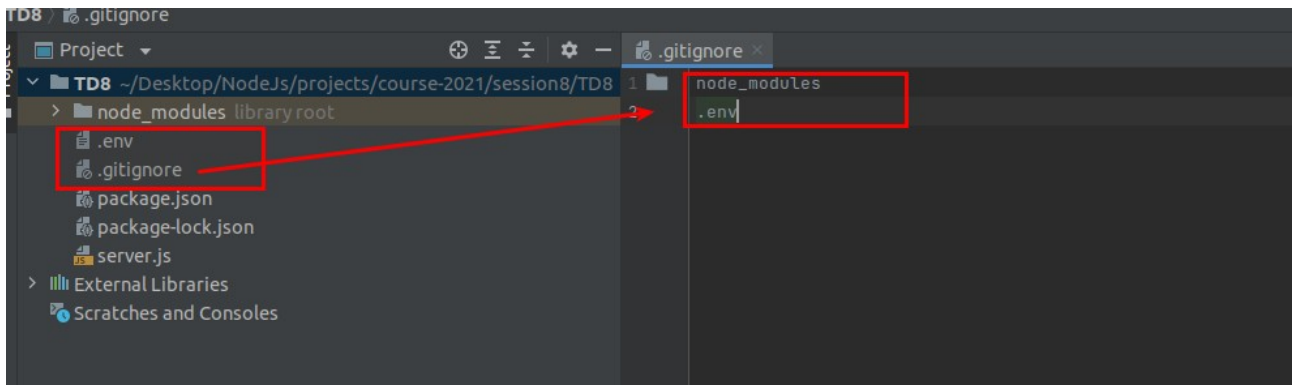 TD8 〉 .gitignore
Project
.gitignore
TD8 ~/Desktop/NodeJs/projects/course-2021/session8/TD8
node_modules library root
.env
.gitignore
package.json
package-lock.json
server.js
External Libraries
Scratches and Consoles
1 node_modules
2 .env